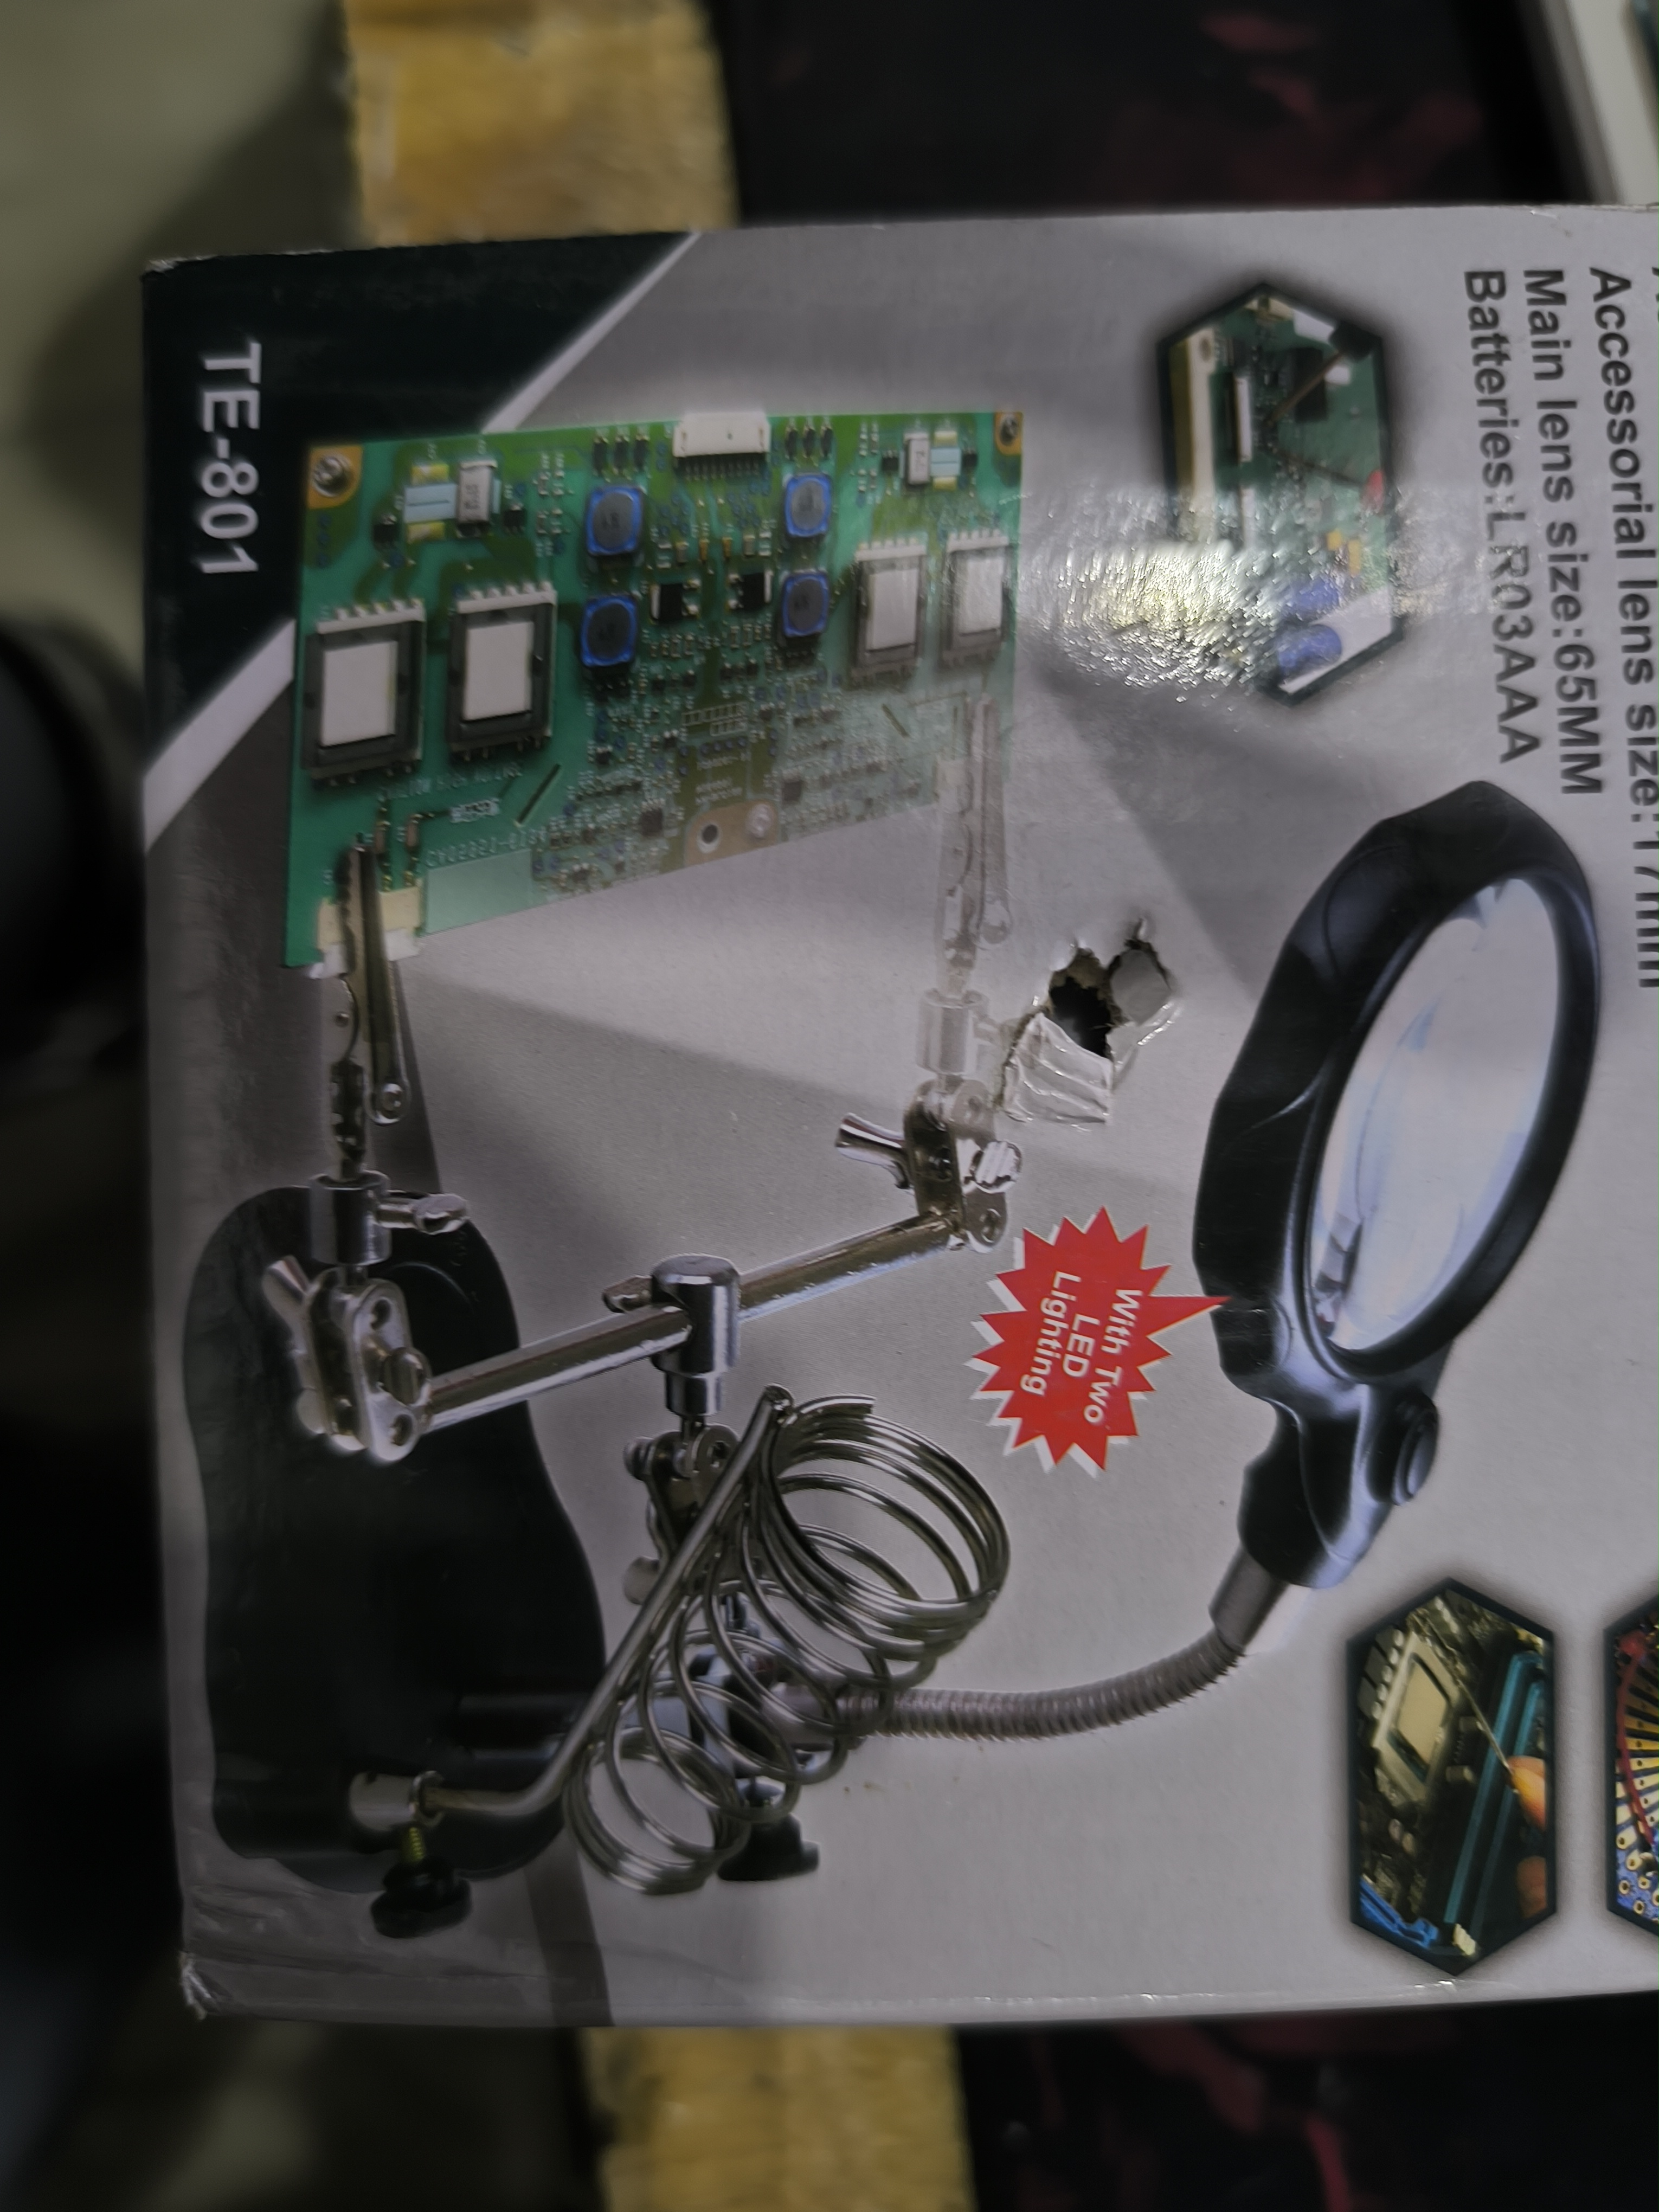 Accessorial lens size:17mm
Main lens size:65MM
Batteries:LR03AAA
With Two
LED
Lighting
TE-801